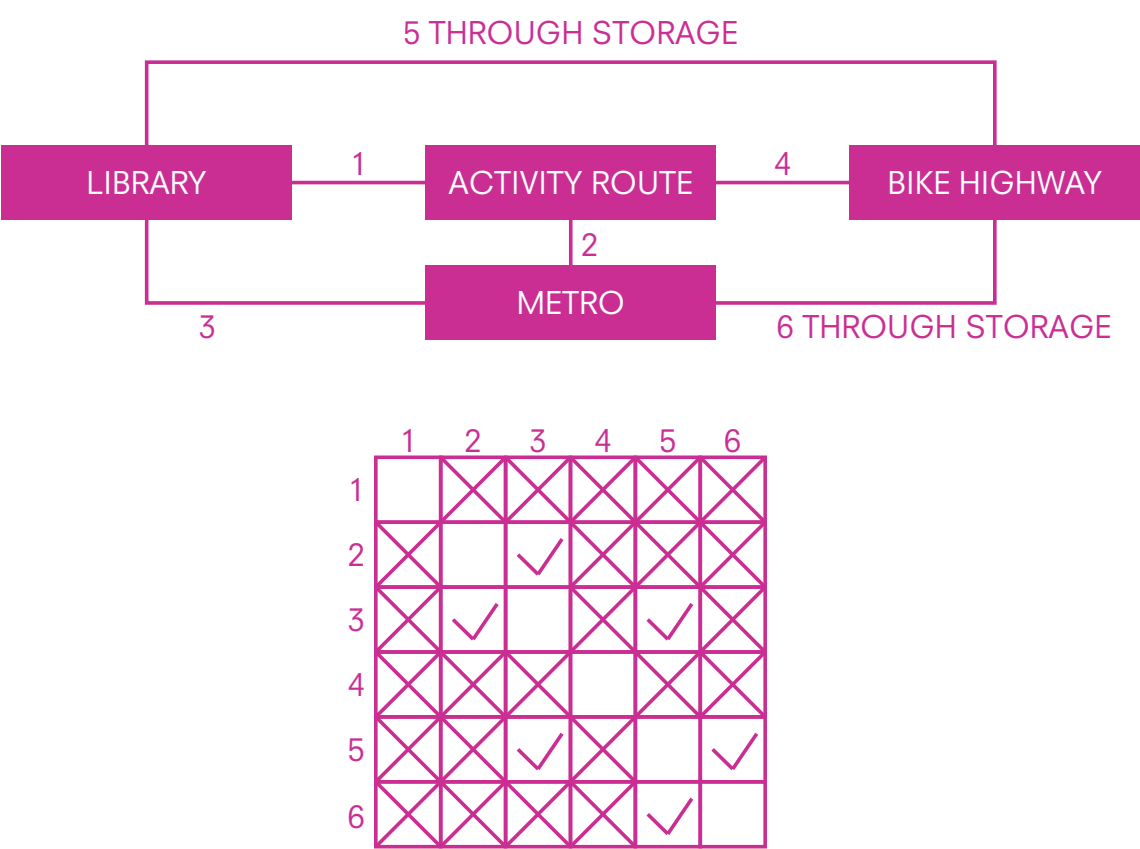 5 THROUGH STORAGE
LIBRARY
1
ACTIVITY ROUTE
4
BIKE HIGHWAY
2
METRO
3
6 THROUGH STORAGE
1 2 3 4 5 6
1
2
3
4
5
6